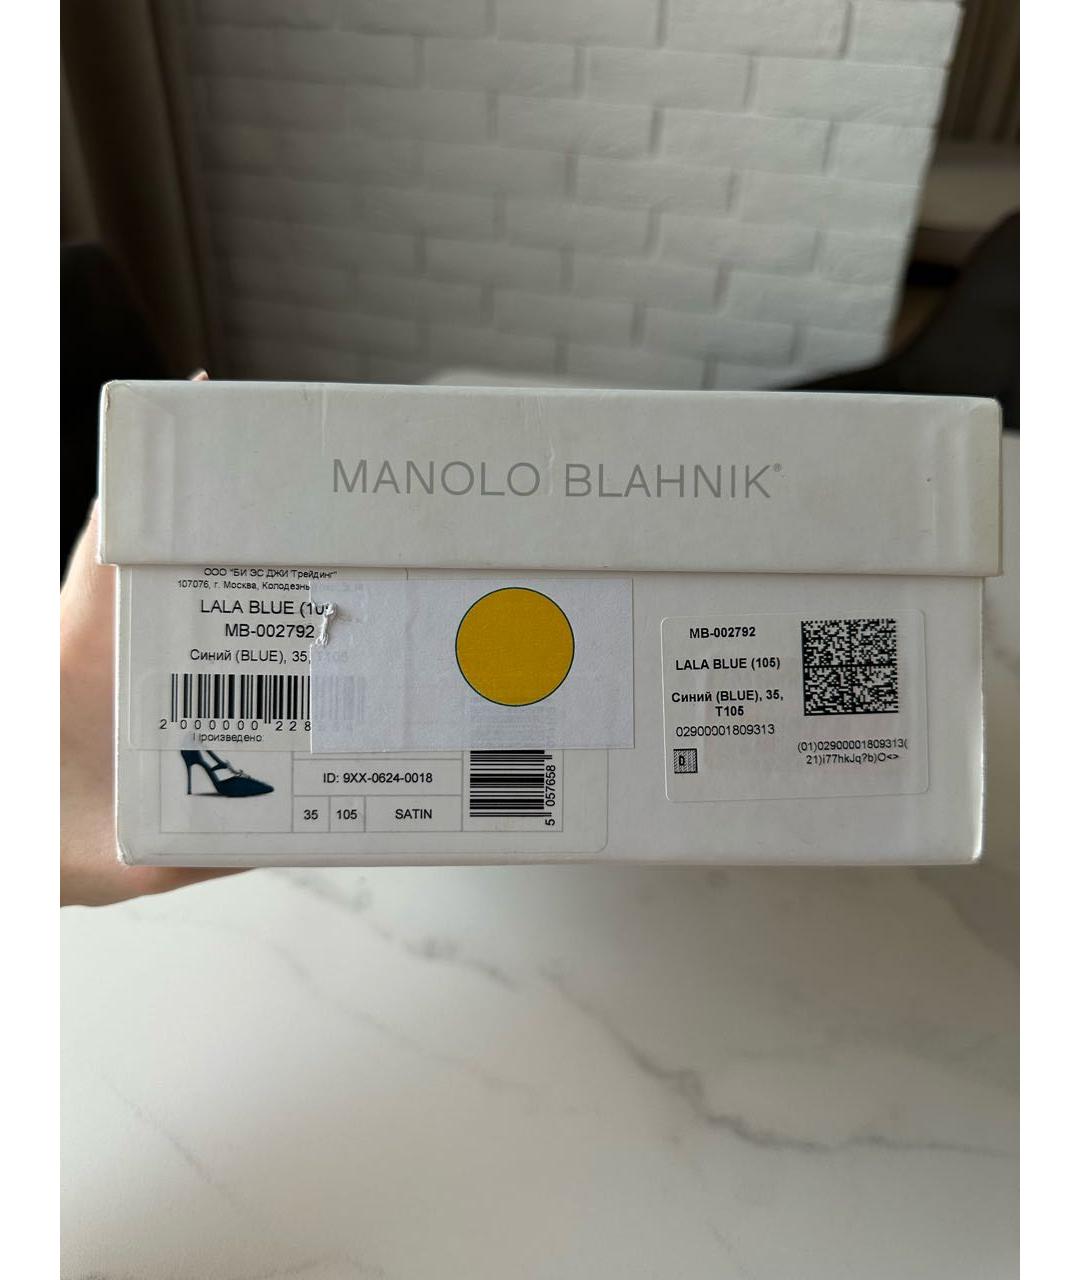 MANOLO BLAHNIK®
ООО "БИ ЭС ДЖИ Трейдинг"
107076, г. Москва,
LALA BLUE (105
MB-002792
Синий (BLUE), 35, T105
2 000000 228
Произведено:
ID: 9XX-0624-0018
35
105
SATIN
5 057658
MB-002792
LALA BLUE (105)
Синий (BLUE), 35,
T105
02900001809313
(01)02900001809313(
21)i77hkJq?b)O<>
D